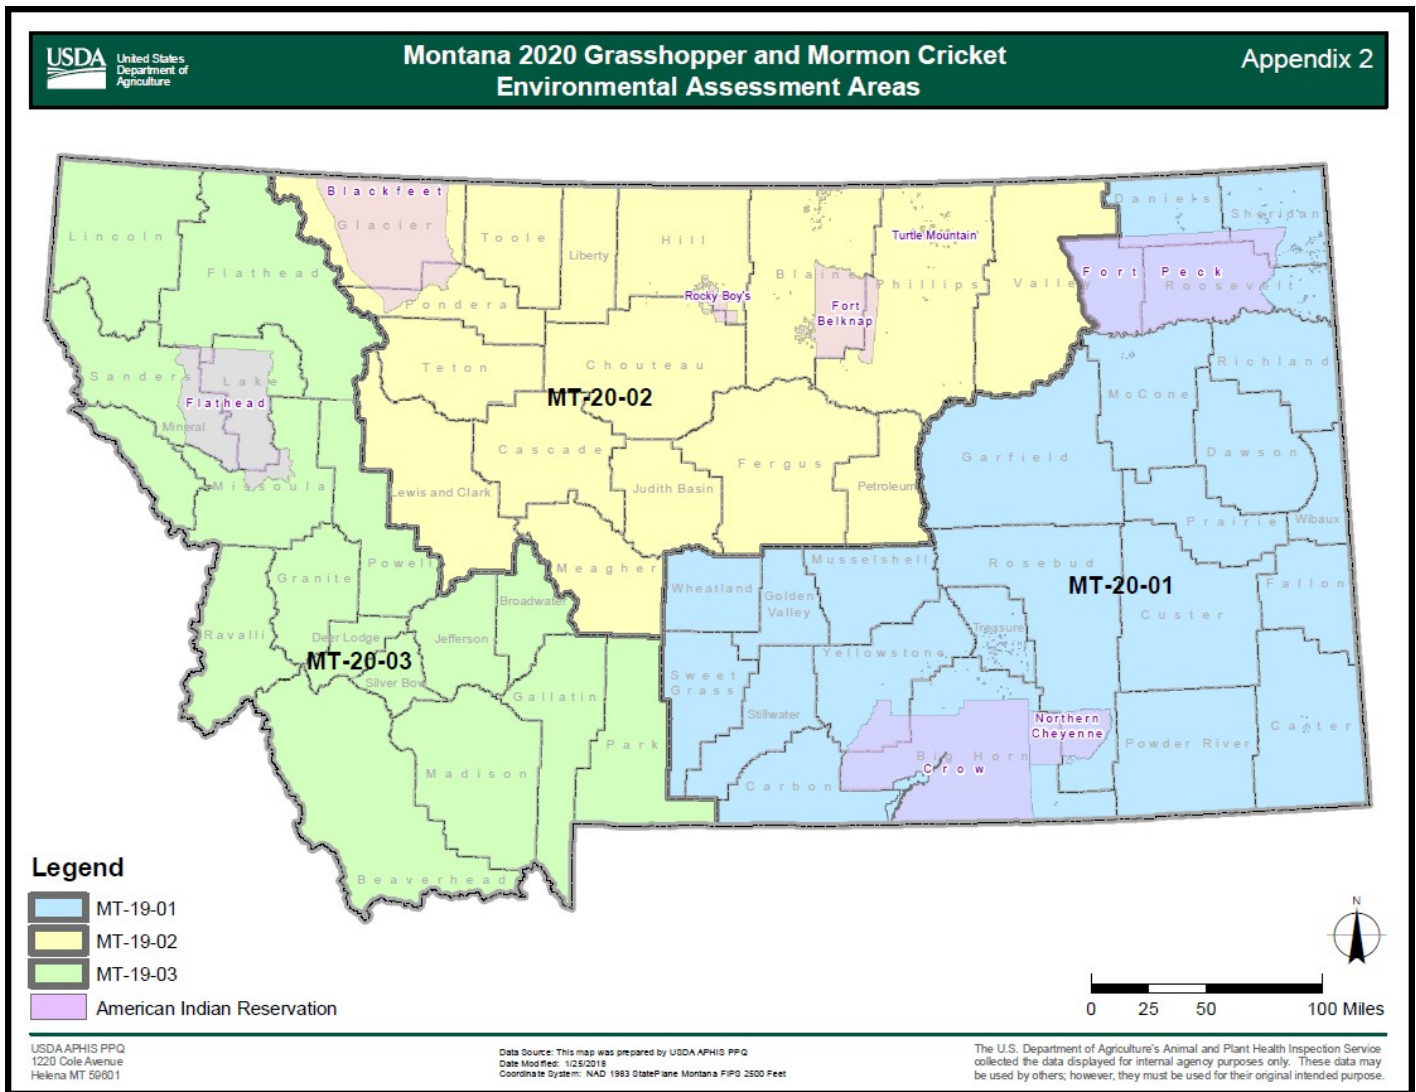 USDA
United States
Department of
Agriculture
Montana 2020 Grasshopper and Mormon Cricket
Environmental Assessment Areas
Appendix 2
Blackfeet
Glacier
Lincoln
Flathead
Toole
Liberty
Hill
Blaine
Turtle Mountain
Phillips
Valley
Daniels
Sheridan
Fort Peck
Roosevelt
Pondera
Rocky Boy's
Fort
Belknap
Teton
Chouteau
MT-20-02
Sanders
Lake
Flathead
Mineral
Missoula
Lewis and Clark
Cascade
Judith Basin
Fergus
Petroleum
Garfield
McCone
Richland
Dawson
Prairie
Wibaux
Powell
Granite
Meagher
Broadwater
Ravalli
Deer Lodge
Jefferson
MT-20-03
Silver Bow
Gallatin
Park
Madison
Beaverhead
Wheatland
Golden
Valley
Musselshell
Rosebud
MT-20-01
Custer
Fallon
Treasure
Yellowstone
Sweet
Grass
Stillwater
Carbon
Big Horn
Crow
Northern
Cheyenne
Powder River
Carter
Legend
MT-19-01
MT-19-02
MT-19-03
American Indian Reservation
N
0 25 50 100 Miles
USDA APHIS PPQ
1220 Cole Avenue
Helena MT 59601
Data Source: This map was prepared by USDA APHIS PPQ
Date Modified: 1/25/2018
Coordinate System: NAD 1983 StatePlane Montana FIPS 2500 Feet
The U.S. Department of Agriculture's Animal and Plant Health Inspection Service
collected the data displayed for internal agency purposes only. These data may
be used by others; however, they must be used for their original intended purpose.